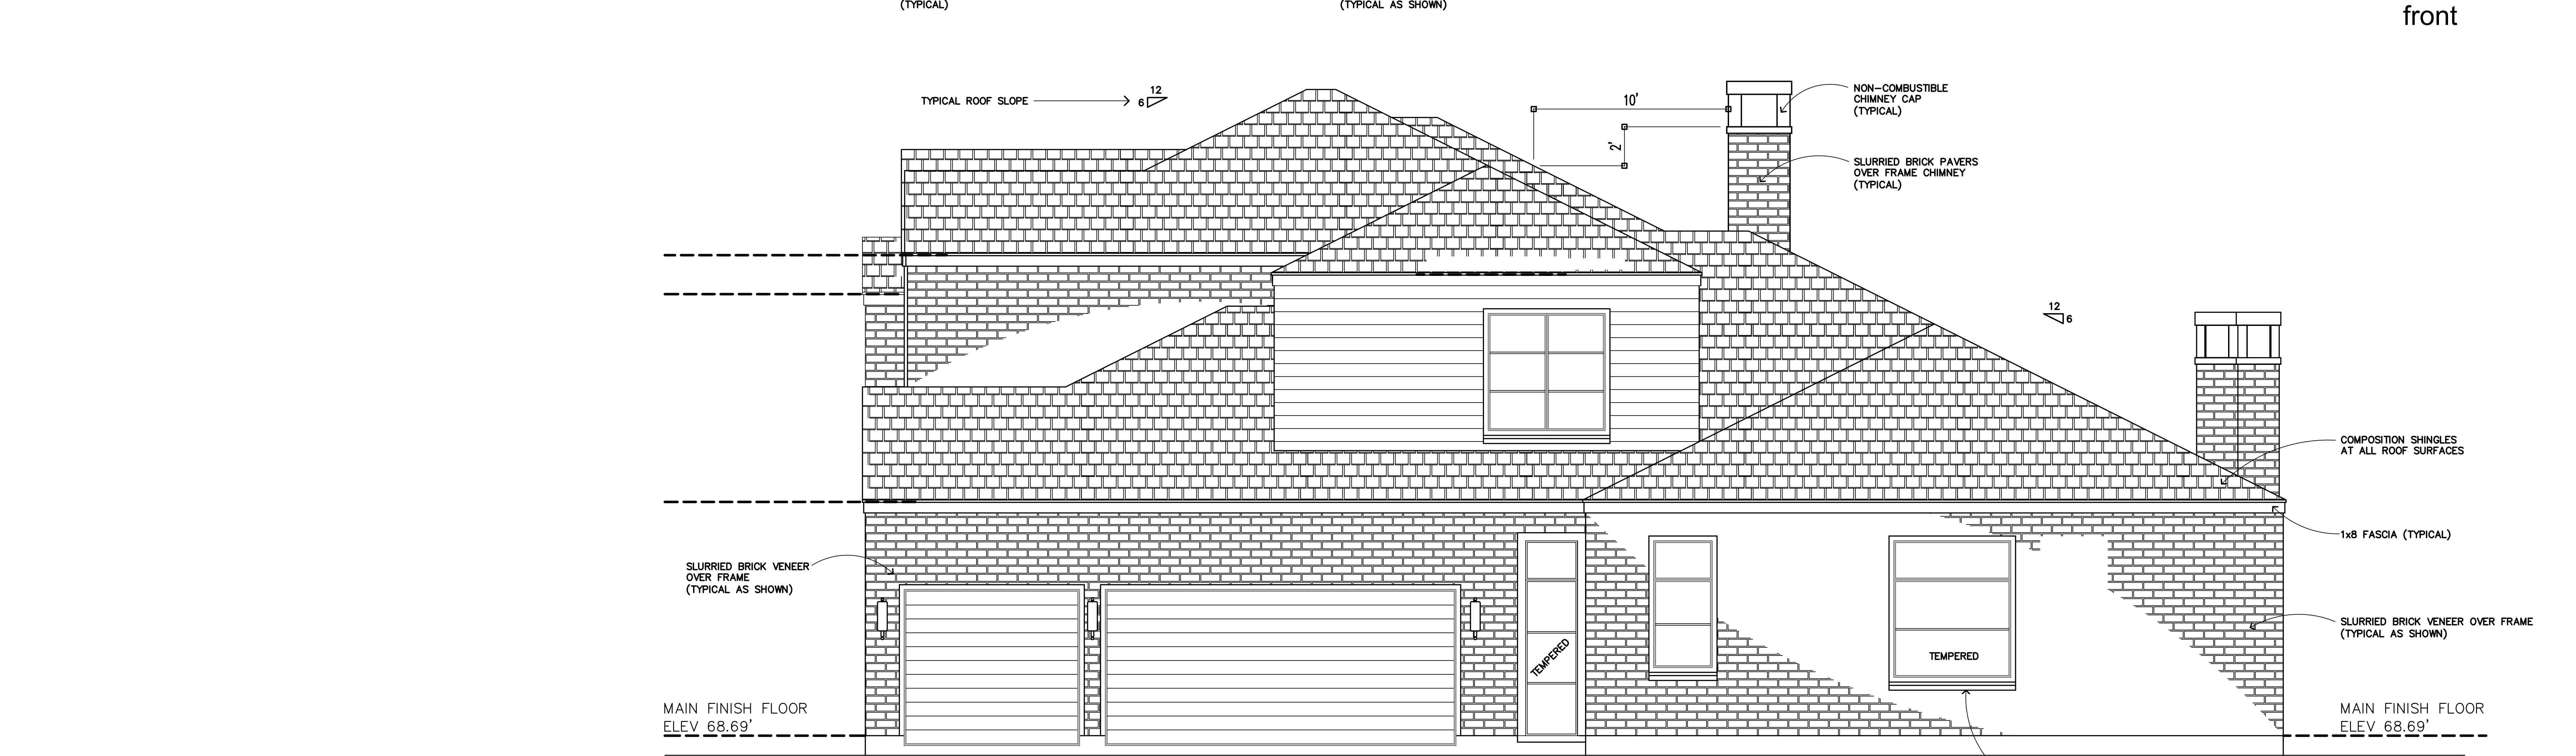 (TYPICAL)
(TYPICAL AS SHOWN)
front
TYPICAL ROOF SLOPE
12
6
10'
2'
NON-COMBUSTIBLE
CHIMNEY CAP
(TYPICAL)
SLURRIED BRICK PAVERS
OVER FRAME CHIMNEY
(TYPICAL)
12
6
COMPOSITION SHINGLES
AT ALL ROOF SURFACES
1x8 FASCIA (TYPICAL)
SLURRIED BRICK VENEER
OVER FRAME
(TYPICAL AS SHOWN)
SLURRIED BRICK VENEER OVER FRAME
(TYPICAL AS SHOWN)
TEMPERED
TEMPERED
MAIN FINISH FLOOR
ELEV 68.69'
MAIN FINISH FLOOR
ELEV 68.69'